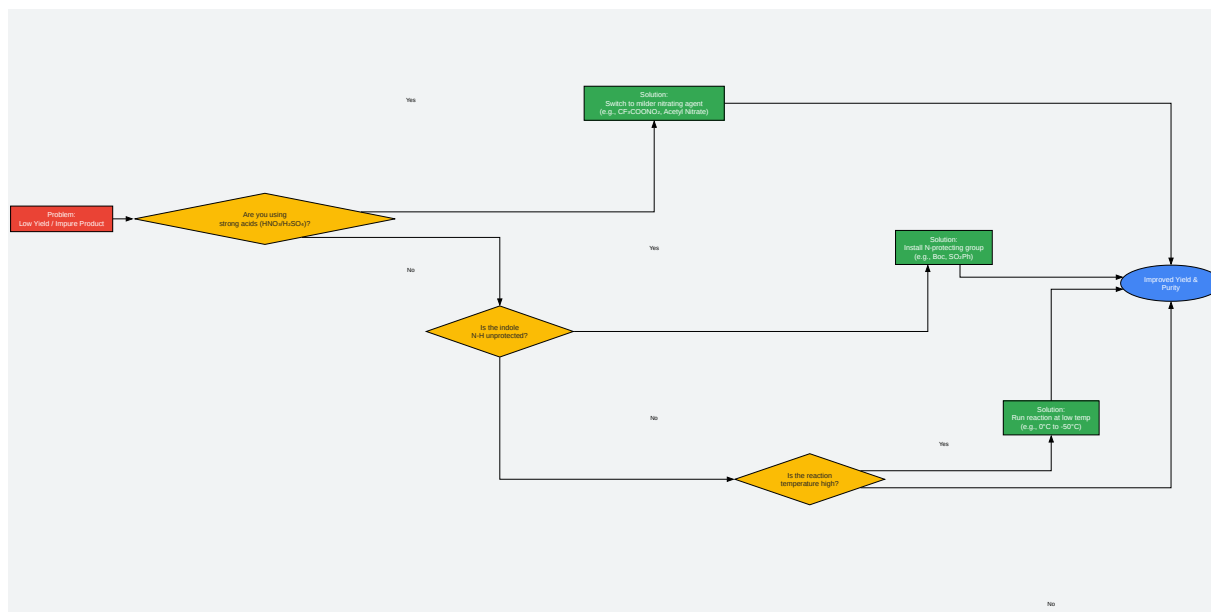 Yes
Solution:
Switch to milder nitrating agent
(e.g., CF₃COONO₂, Acetyl Nitrate)
Problem:
Low Yield / Impure Product
Are you using
strong acids (HNO₃/H₂SO₄)?
Yes
Solution:
Install N-protecting group
(e.g., Boc, SO₂Ph)
No
Improved Yield &
Purity
Is the indole
N-H unprotected?
No
Solution:
Run reaction at low temp
(e.g., 0°C to -50°C)
Yes
Is the reaction
temperature high?
No